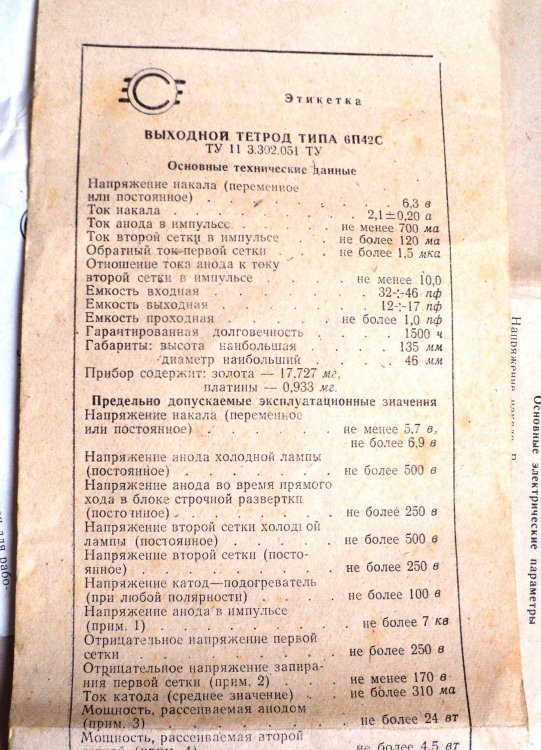 Этикетка
ВЫХОДНОЙ ТЕТРОД ТИПА 6П42С
ТУ 11 3.302.051 ТУ
Основные технические данные
Напряжение накала (переменное
или постоянное) . . . . . 6,3 в
Ток накала . . . . . . 2,1±0,20 а
Ток анода в импульсе . . . не менее 700 ма
Ток второй сетки в импульсе . . не более 120 ма
Обратный ток первой сетки . . . не более 1,5 мка
Отношение тока анода к току
второй сетки в импульсе . . . не менее 10,0
Емкость входная . . . . . 32-:-46 пф
Емкость выходная . . . . . 12-:-17 пф
Емкость проходная . . . . не более 1,0 пф
Гарантированная долговечность . . 1500 ч
Габариты: высота наибольшая . . 135 мм
диаметр наибольший . . 46 мм
Прибор содержит: золота — 17,727 мг,
платины — 0,933 мг.
Предельно допускаемые эксплуатационные значения
Напряжение накала (переменное
или постоянное) . . . . . не менее 5,7 в,
не более 6,9 в
Напряжение анода холодной лампы
(постоянное) . . . . . не более 500 в
Напряжение анода во время прямого
хода в блоке строчной развертки
(постоянное) . . . . . не более 250 в
Напряжение второй сетки холодной
лампы (постоянное) . . . . не более 500 в
Напряжение второй сетки (посто-
янное) . . . . . . не более 250 в
Напряжение катод—подогреватель
(при любой полярности) . . . не более 100 в
Напряжение анода в импульсе
(прим. 1) . . . . . . не более 7 кв
Отрицательное напряжение первой
сетки . . . . . . не более 250 в
Отрицательное напряжение запира-
ния первой сетки (прим. 2) . . не менее 170 в
Ток катода (среднее значение) . . не более 310 ма
Мощность, рассеиваемая анодом
(прим. 3) . . . . . . не более 24 вт
Мощность, рассеиваемая второй
не более 4,5 вт
Основные электрические параметры